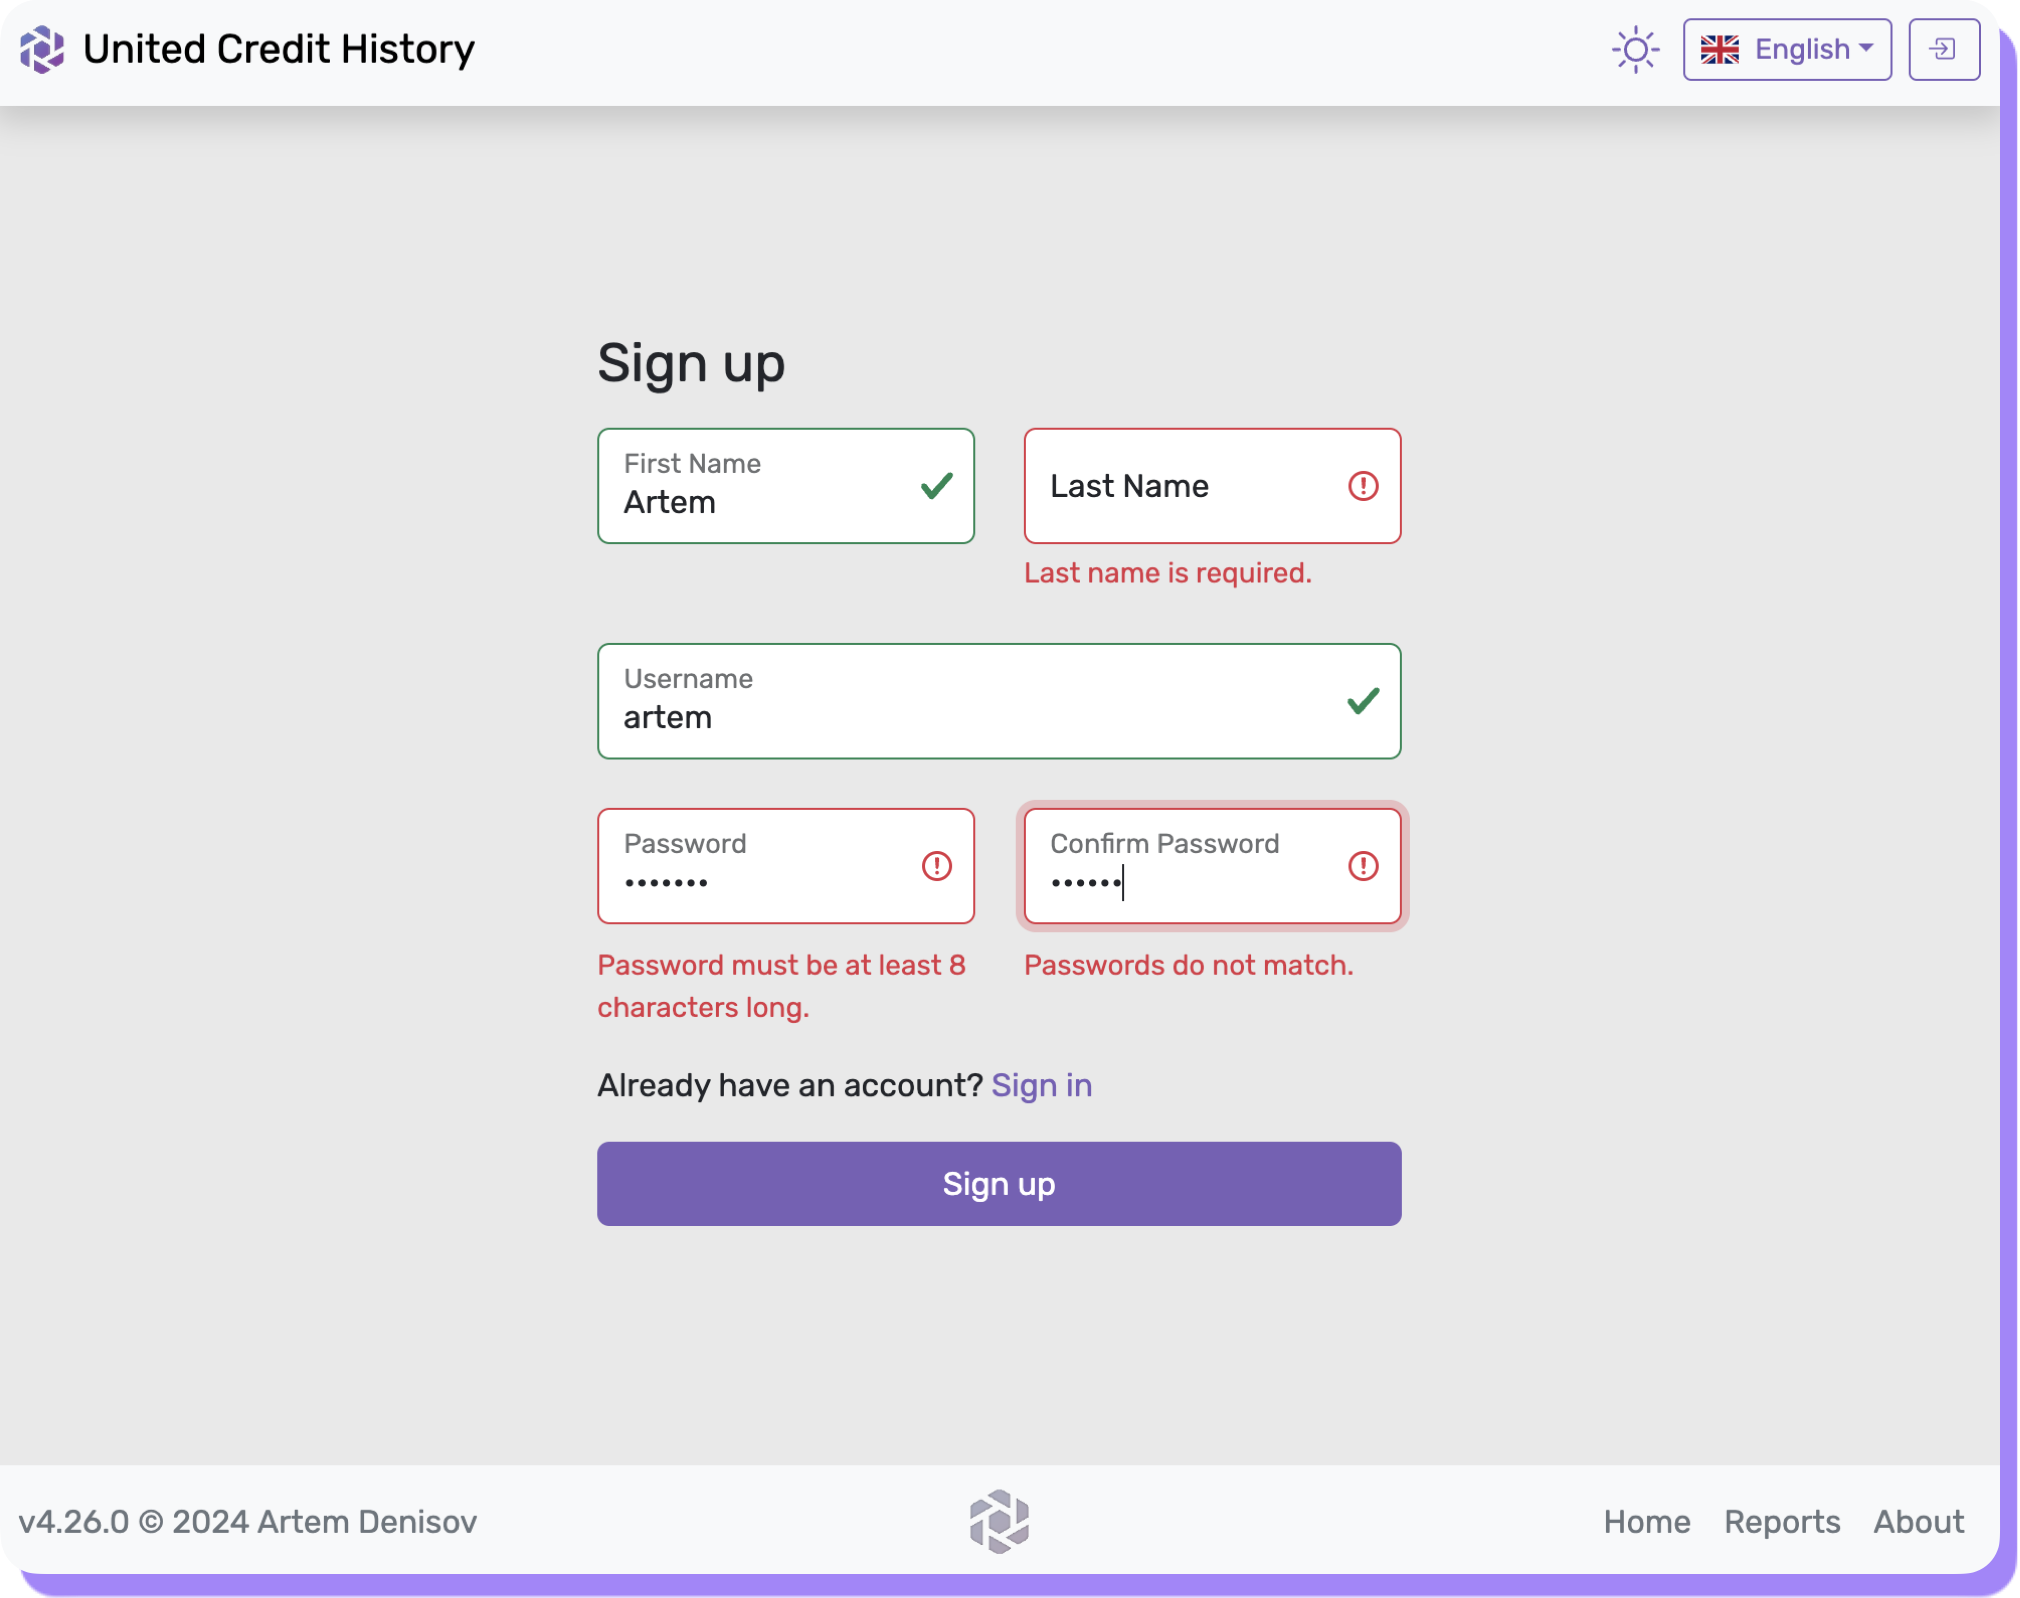 United Credit History
English
Sign up
First Name
Artem
Last Name
Last name is required.
Username
artem
Password
•••••••
Confirm Password
••••••
Password must be at least 8
characters long.
Passwords do not match.
Already have an account? Sign in
Sign up
v4.26.0 © 2024 Artem Denisov
Home Reports About